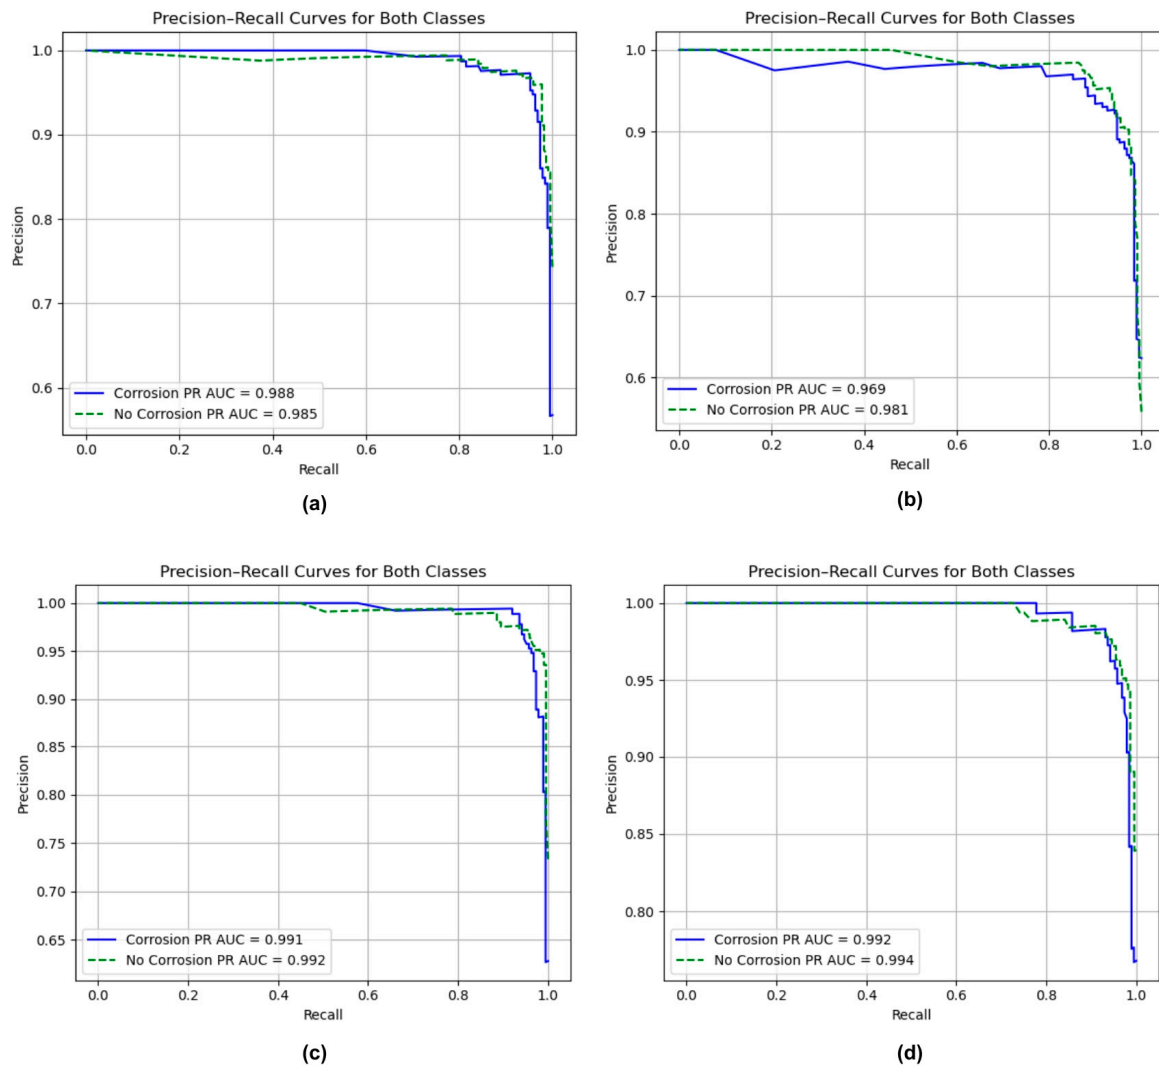 Precision–Recall Curves for Both Classes
1.0
0.9
0.8
0.7
0.6
Precision
Corrosion PR AUC = 0.988
No Corrosion PR AUC = 0.985
0.0 0.2 0.4 0.6 0.8 1.0
Recall
(a)
Precision–Recall Curves for Both Classes
1.0
0.9
0.8
0.7
0.6
Precision
Corrosion PR AUC = 0.969
No Corrosion PR AUC = 0.981
0.0 0.2 0.4 0.6 0.8 1.0
Recall
(b)
Precision–Recall Curves for Both Classes
1.00
0.95
0.90
0.85
0.80
0.75
0.70
0.65
Precision
Corrosion PR AUC = 0.991
No Corrosion PR AUC = 0.992
0.0 0.2 0.4 0.6 0.8 1.0
Recall
(c)
Precision–Recall Curves for Both Classes
1.00
0.95
0.90
0.85
0.80
Precision
Corrosion PR AUC = 0.992
No Corrosion PR AUC = 0.994
0.0 0.2 0.4 0.6 0.8 1.0
Recall
(d)